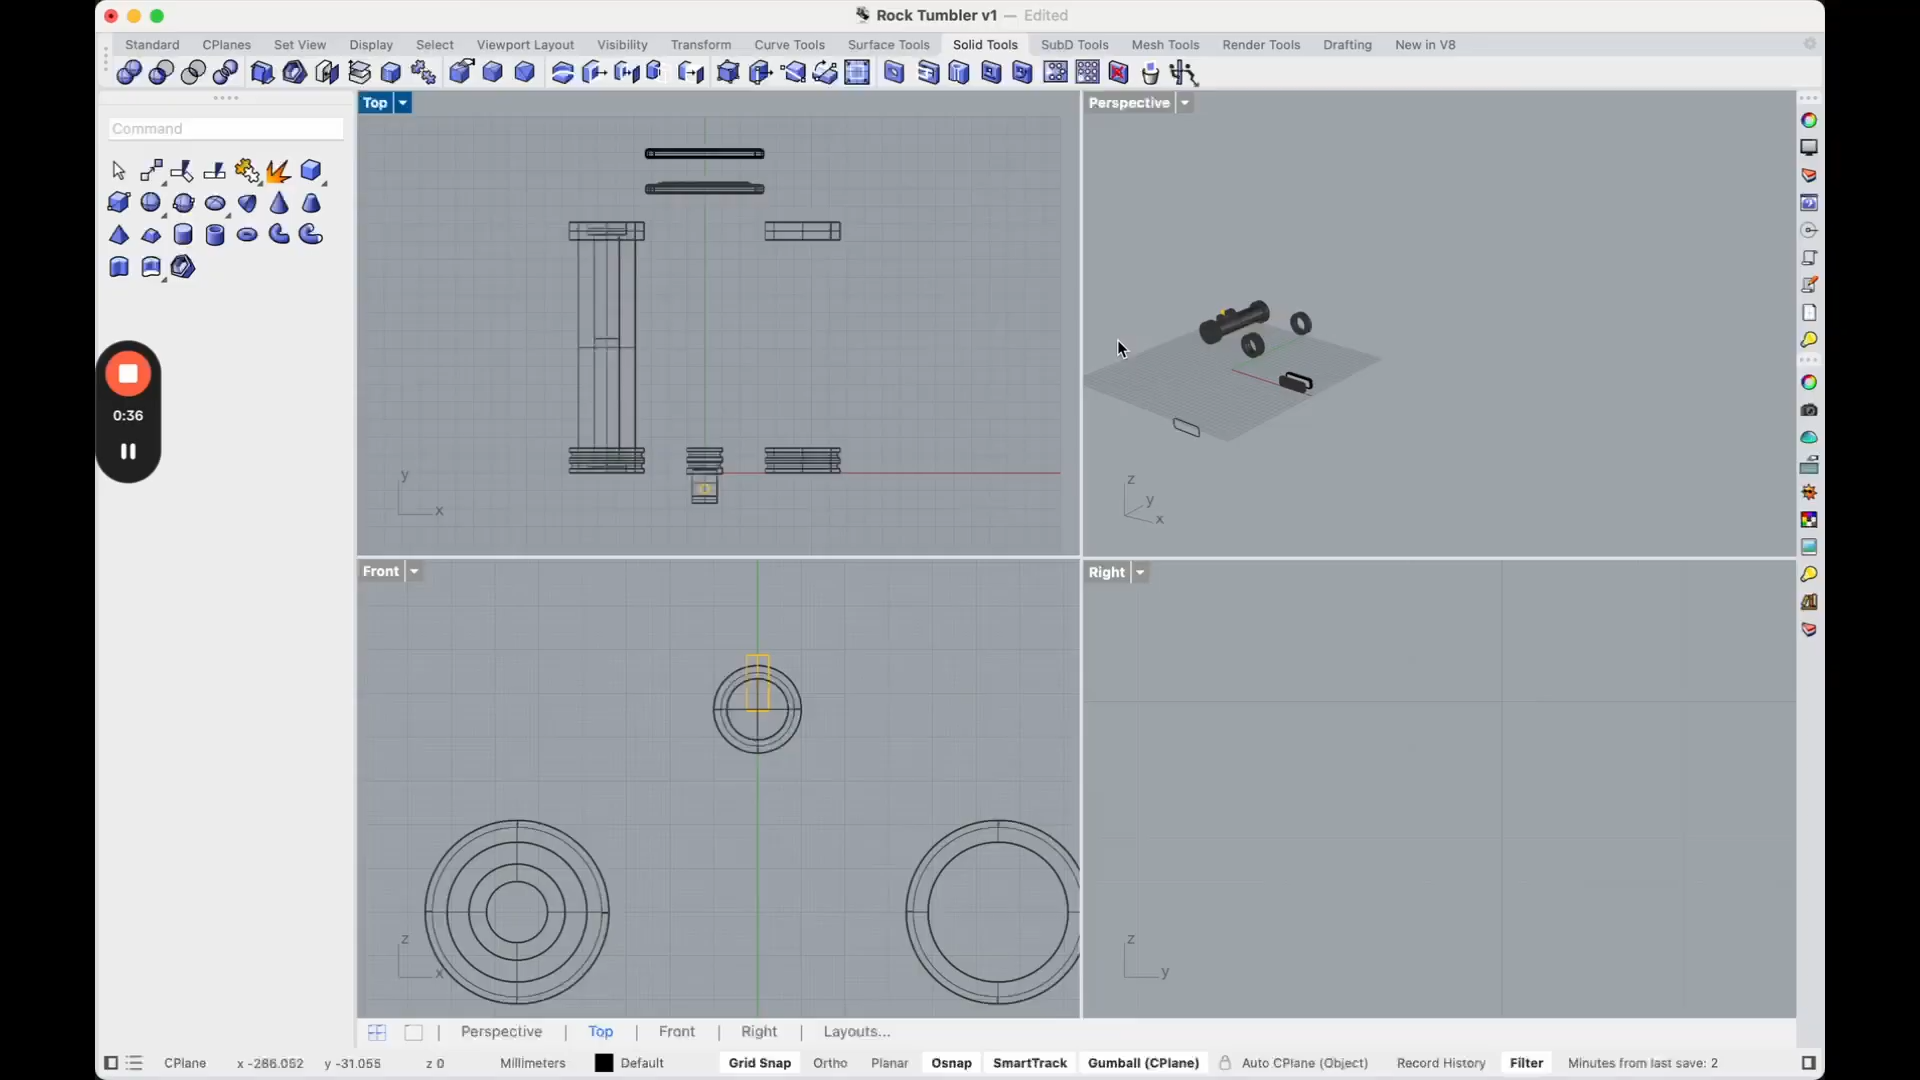 Rock Tumbler v1 — Edited
Standard CPlanes Set View Display Select Viewport Layout Visibility Transform Curve Tools Surface Tools Solid Tools SubD Tools Mesh Tools Render Tools Drafting New in V8
Top
Perspective
Command
0:36
y
x
z
y
x
Front
Right
z
x
z
y
Perspective | Top | Front | Right | Layouts...
CPlane x -286.052 y -31.055 z 0 Millimeters Default Grid Snap Ortho Planar Osnap SmartTrack Gumball (CPlane) Auto CPlane (Object) Record History Filter Minutes from last save: 2